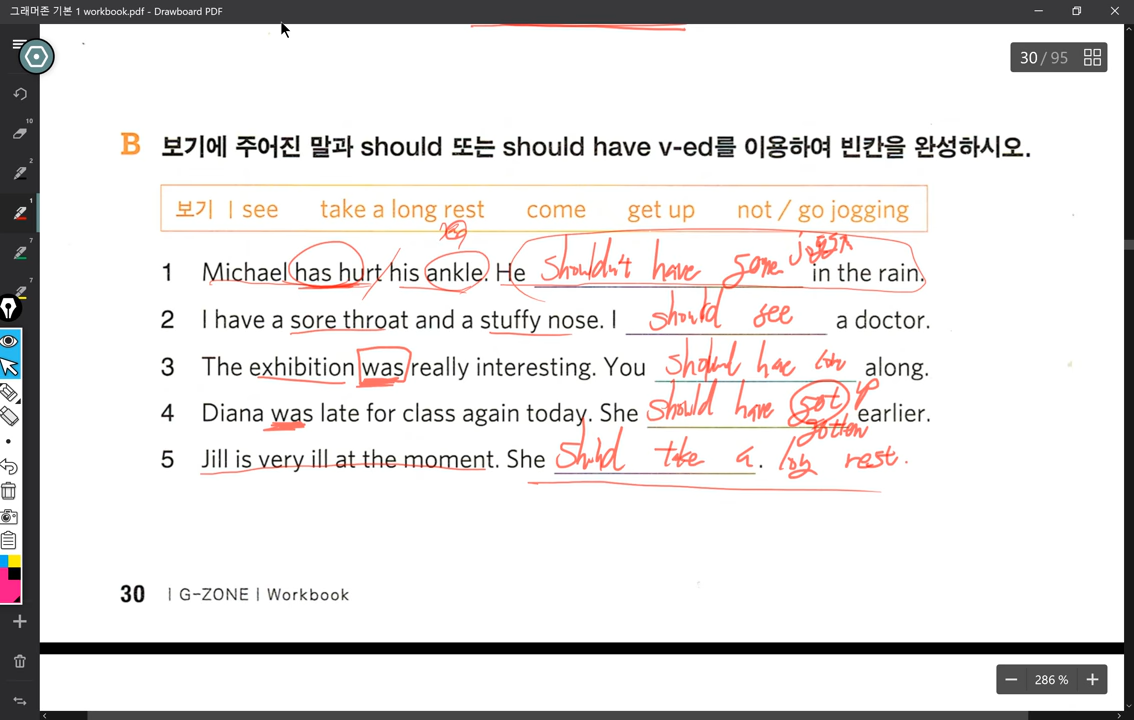 그래머존 기본 1 workbook.pdf - Drawboard PDF
30 / 95
B 보기에 주어진 말과 should 또는 should have v-ed를 이용하여 빈칸을 완성하시오.
보기 | see take a long rest come get up not / go jogging
1 Michael has hurt his ankle. He shouldn't have gone in the rain.
2 I have a sore throat and a stuffy nose. I should see a doctor.
3 The exhibition was really interesting. You should have along.
4 Diana was late for class again today. She should have got up earlier.
gotten
5 Jill is very ill at the moment. She should take a . long rest.
30 | G-ZONE | Workbook
286 %
10
2
1
7
7